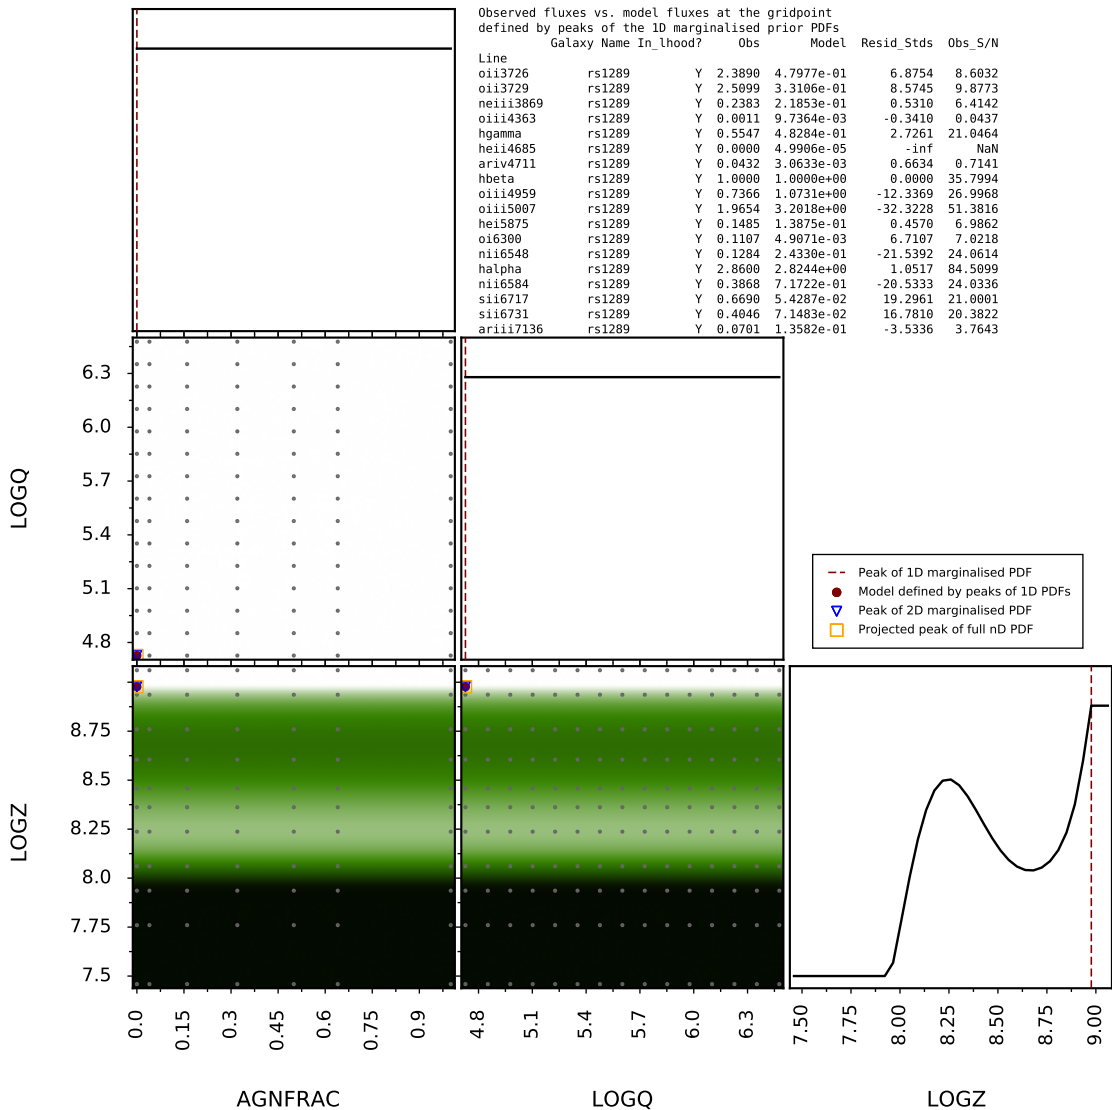 Observed fluxes vs. model fluxes at the gridpoint
defined by peaks of the 1D marginalised prior PDFs
Galaxy Name In_lhood? Obs Model Resid_Stds Obs_S/N
Line
oii3726 rs1289 Y 2.3890 4.7977e-01 6.8754 8.6032
oii3729 rs1289 Y 2.5099 3.3106e-01 8.5745 9.8773
neiii3869 rs1289 Y 0.2383 2.1853e-01 0.5310 6.4142
oiii4363 rs1289 Y 0.0011 9.7364e-03 -0.3410 0.0437
hgamma rs1289 Y 0.5547 4.8284e-01 2.7261 21.0464
heii4685 rs1289 Y 0.0000 4.9906e-05 -inf NaN
ariv4711 rs1289 Y 0.0432 3.0633e-03 0.6634 0.7141
hbeta rs1289 Y 1.0000 1.0000e+00 0.0000 35.7994
oiii4959 rs1289 Y 0.7366 1.0731e+00 -12.3369 26.9968
oiii5007 rs1289 Y 1.9654 3.2018e+00 -32.3228 51.3816
hei5875 rs1289 Y 0.1485 1.3875e-01 0.4570 6.9862
oi6300 rs1289 Y 0.1107 4.9071e-03 6.7107 7.0218
nii6548 rs1289 Y 0.1284 2.4330e-01 -21.5392 24.0614
halpha rs1289 Y 2.8600 2.8244e+00 1.0517 84.5099
nii6584 rs1289 Y 0.3868 7.1722e-01 -20.5333 24.0336
sii6717 rs1289 Y 0.6690 5.4287e-02 19.2961 21.0001
sii6731 rs1289 Y 0.4046 7.1483e-02 16.7810 20.3822
ariii7136 rs1289 Y 0.0701 1.3582e-01 -3.5336 3.7643
6.3
6.0
5.7
5.4
5.1
4.8
LOGQ
Peak of 1D marginalised PDF
Model defined by peaks of 1D PDFs
Peak of 2D marginalised PDF
Projected peak of full nD PDF
8.75
8.5
8.25
8.0
7.75
7.5
LOGZ
0.0 0.15 0.3 0.45 0.6 0.75 0.9
4.8 5.1 5.4 5.7 6.0 6.3
7.50 7.75 8.00 8.25 8.50 8.75 9.00
AGNFRAC LOGQ LOGZ